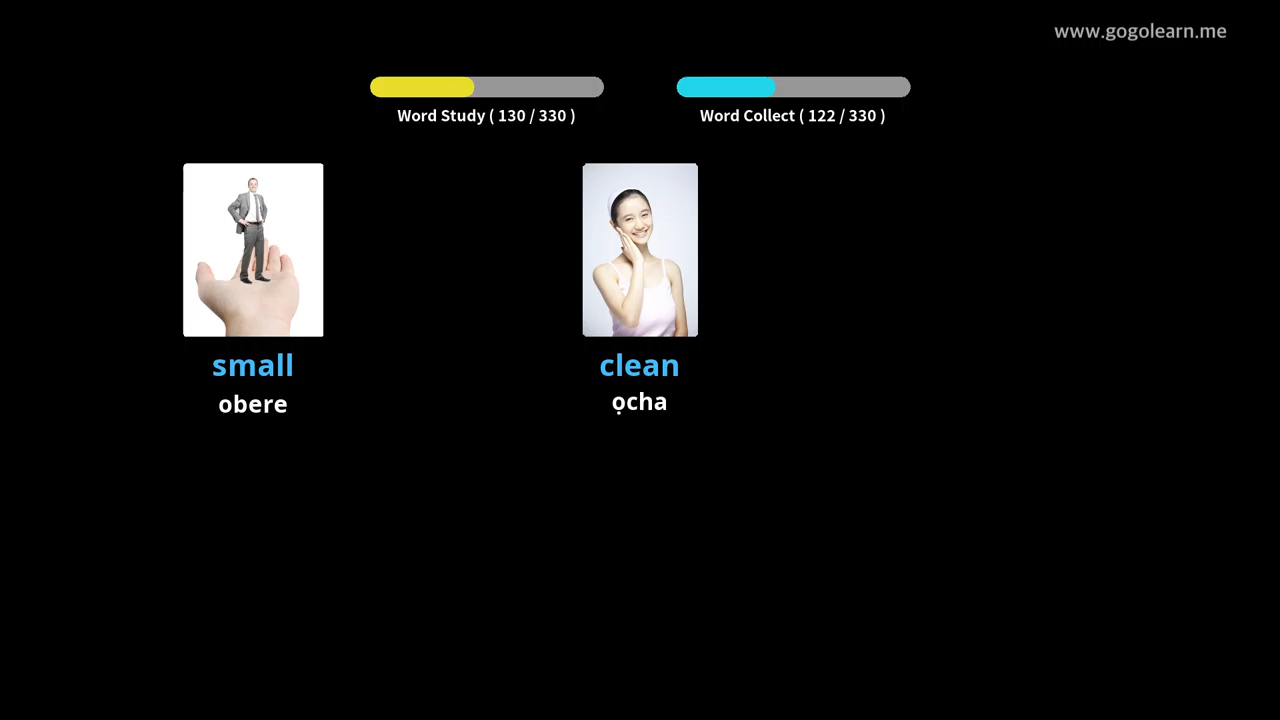 www.gogolearn.me
Word Study ( 130 / 330 )
Word Collect ( 122 / 330 )
small
obere
clean
ọcha